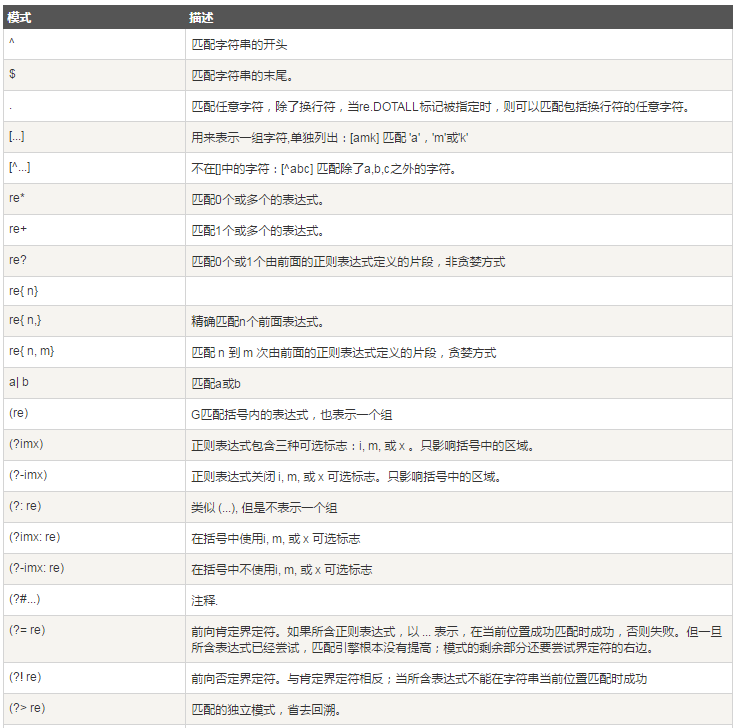 模式 描述
^ 匹配字符串的开头
$ 匹配字符串的末尾。
. 匹配任意字符，除了换行符，当re.DOTALL标记被指定时，则可以匹配包括换行符的任意字符。
[...] 用来表示一组字符,单独列出：[amk] 匹配 'a'，'m'或'k'
[^...] 不在[]中的字符：[^abc] 匹配除了a,b,c之外的字符。
re* 匹配0个或多个的表达式。
re+ 匹配1个或多个的表达式。
re? 匹配0个或1个由前面的正则表达式定义的片段，非贪婪方式
re{ n}
re{ n,} 精确匹配n个前面表达式。
re{ n, m} 匹配 n 到 m 次由前面的正则表达式定义的片段，贪婪方式
a| b 匹配a或b
(re) G匹配括号内的表达式，也表示一个组
(?imx) 正则表达式包含三种可选标志：i, m, 或 x 。只影响括号中的区域。
(?-imx) 正则表达式关闭 i, m, 或 x 可选标志。只影响括号中的区域。
(?: re) 类似 (...), 但是不表示一个组
(?imx: re) 在括号中使用i, m, 或 x 可选标志
(?-imx: re) 在括号中不使用i, m, 或 x 可选标志
(?#...) 注释.
(?= re) 前向肯定界定符。如果所含正则表达式，以 ... 表示，在当前位置成功匹配时成功，否则失败。但一旦
所含表达式已经尝试，匹配引擎根本没有提高；模式的剩余部分还要尝试界定符的右边。
(?! re) 前向否定界定符。与肯定界定符相反；当所含表达式不能在字符串当前位置匹配时成功
(?> re) 匹配的独立模式，省去回溯。